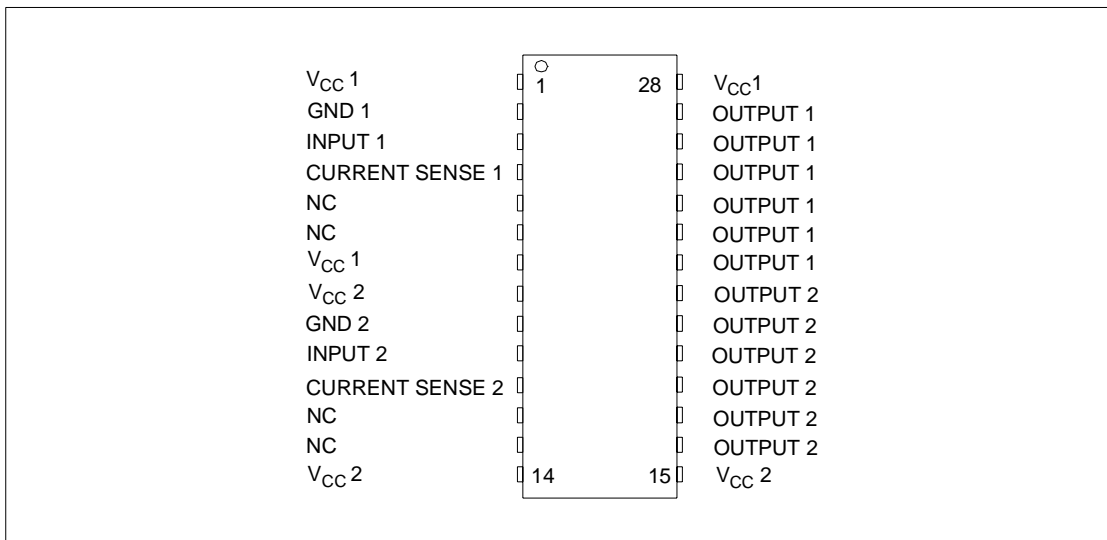 V_CC 1 1 28 V_CC1
GND 1 OUTPUT 1
INPUT 1 OUTPUT 1
CURRENT SENSE 1 OUTPUT 1
NC OUTPUT 1
NC OUTPUT 1
V_CC 1 OUTPUT 1
V_CC 2 OUTPUT 2
GND 2 OUTPUT 2
INPUT 2 OUTPUT 2
CURRENT SENSE 2 OUTPUT 2
NC OUTPUT 2
NC OUTPUT 2
V_CC 2 14 15 V_CC 2